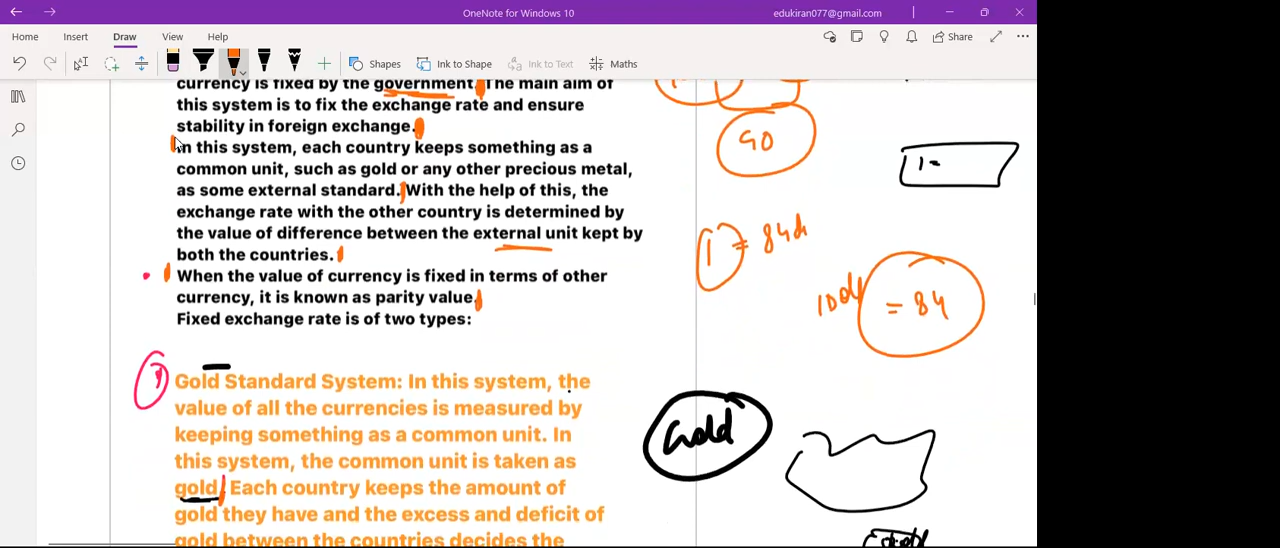 OneNote for Windows 10
edukiran077@gmail.com
Home Insert Draw View Help
Share
Shapes Ink to Shape Ink to Text Maths
currency is fixed by the government. The main aim of
this system is to fix the exchange rate and ensure
stability in foreign exchange.
In this system, each country keeps something as a
common unit, such as gold or any other precious metal,
as some external standard. With the help of this, the
exchange rate with the other country is determined by
the value of difference between the external unit kept by
both the countries.
When the value of currency is fixed in terms of other
currency, it is known as parity value.
Fixed exchange rate is of two types:
Gold Standard System: In this system, the
value of all the currencies is measured by
keeping something as a common unit. In
this system, the common unit is taken as
gold. Each country keeps the amount of
gold they have and the excess and deficit of
gold between the countries decides the
90
1 -
1 = 84
= 84
Gold